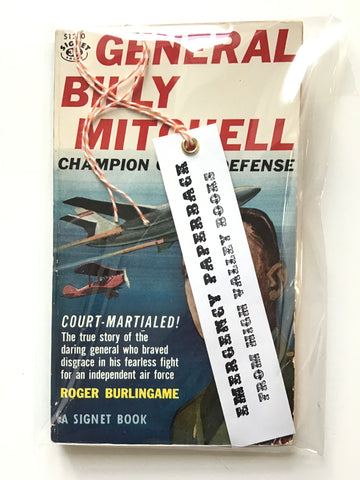 SIGNET
GENERAL
BILLY
MITCHELL
CHAMPION DEFENSE
COURT-MARTIALED!
The true story of the
daring general who braved
disgrace in his fearless fight
for an independent air force
ROGER BURLINGAME
A SIGNET BOOK
EMERGENCY PAPERBACK
FROM HIGH VALLEY BOOKS